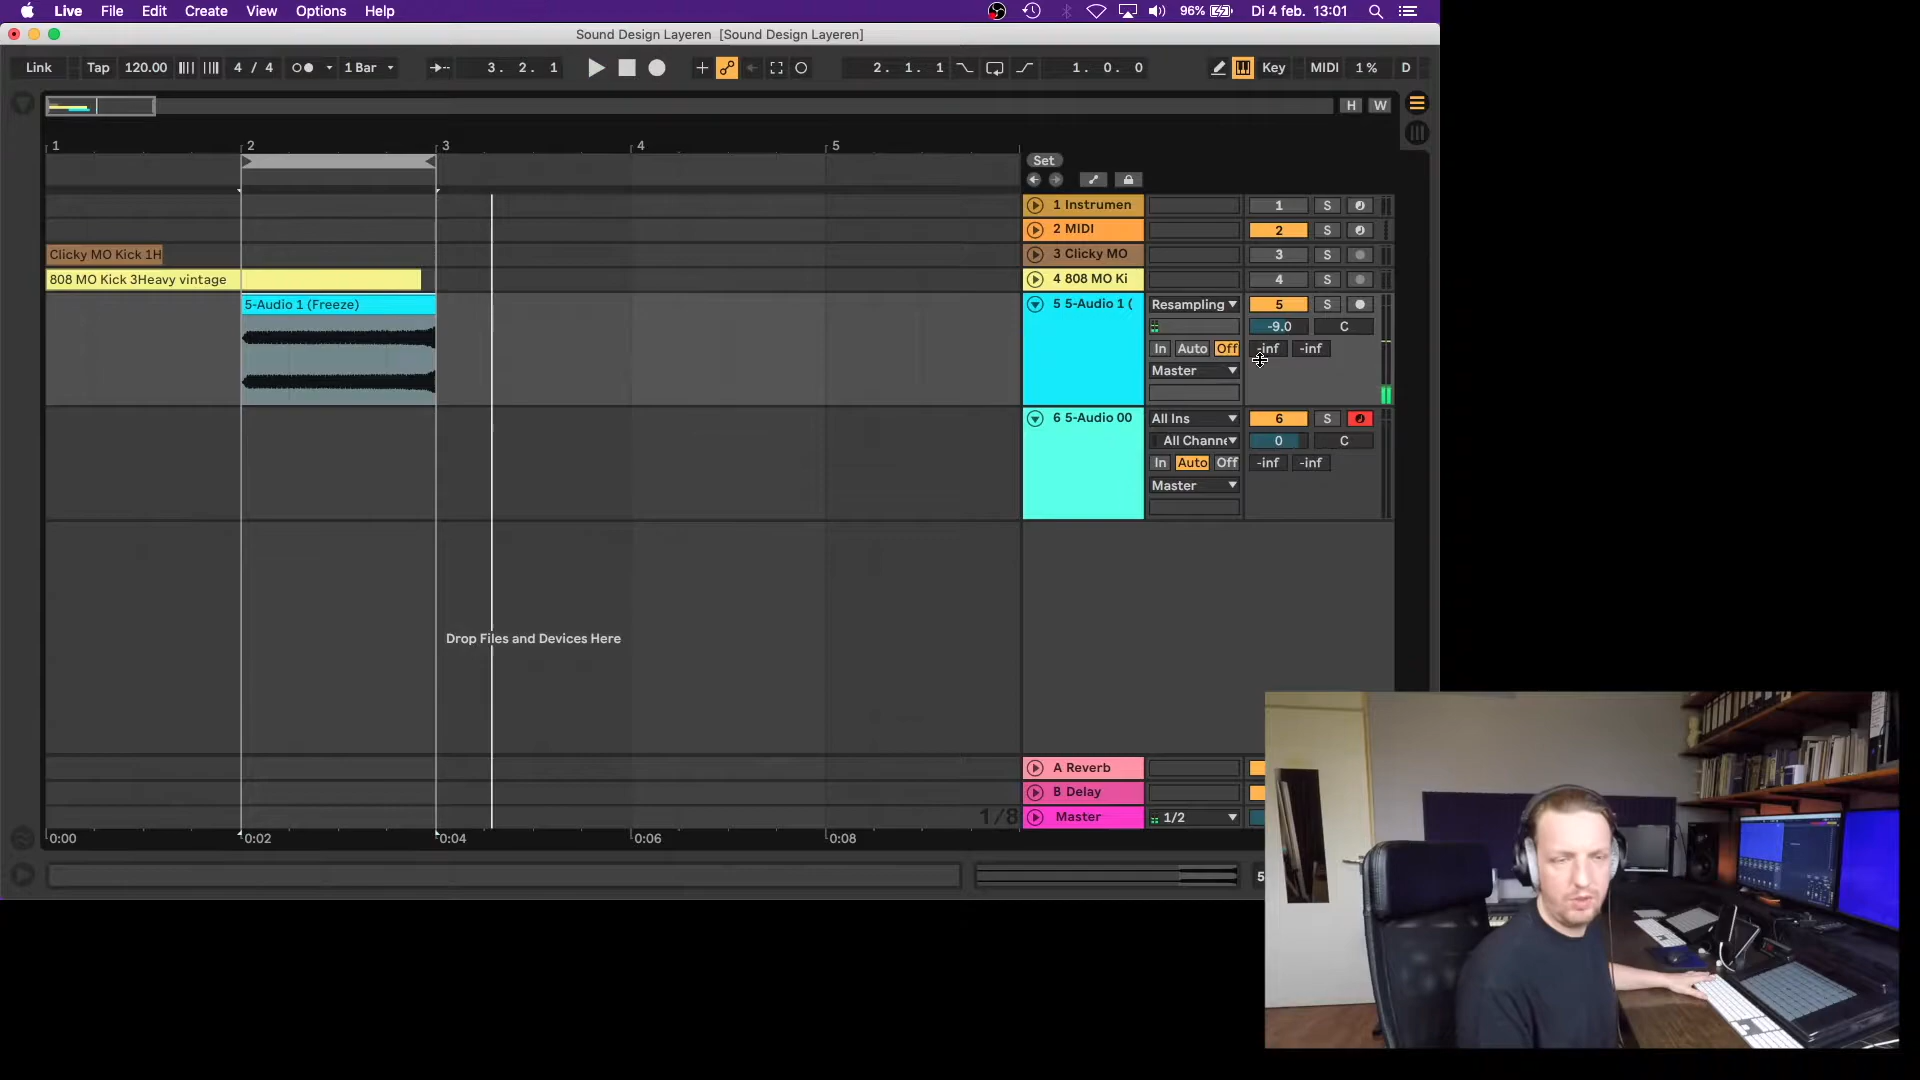 Live File Edit Create View Options Help 96% Di 4 feb. 13:01
Sound Design Layeren [Sound Design Layeren]
Link Tap 120.00 4 / 4 1 Bar 3. 2. 1 2. 1. 1 1. 0. 0 Key MIDI 1 % D
H W
1 2 3 4 5
Set
1 Instrumen 1 S
2 MIDI 2 S
Clicky MO Kick 1H 3 Clicky MO 3 S
808 MO Kick 3Heavy vintage 4 808 MO Ki 4 S
5-Audio 1 (Freeze) 5 5-Audio 1 ( Resampling 5 S
-9.0 C
In Auto Off -inf -inf
Master
6 5-Audio 00 All Ins 6 S
All Channe 0 C
In Auto Off -inf -inf
Master
Drop Files and Devices Here
A Reverb
B Delay
1/8 Master 1/2
0:00 0:02 0:04 0:06 0:08
5